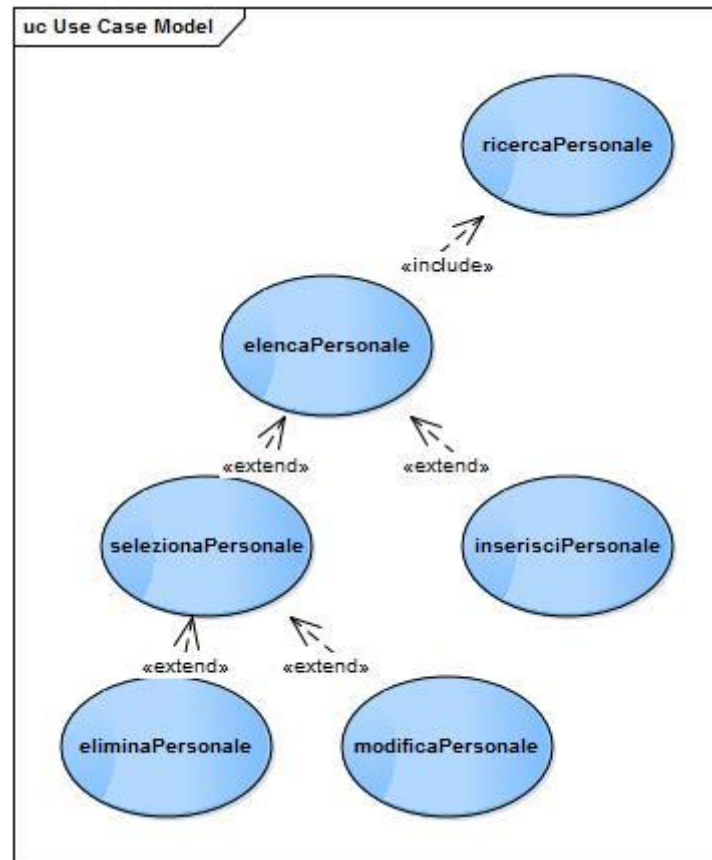 uc Use Case Model
ricercaPersonale
«include»
elencaPersonale
«extend»
«extend»
selezionaPersonale
inserisciPersonale
«extend»
«extend»
eliminaPersonale
modificaPersonale